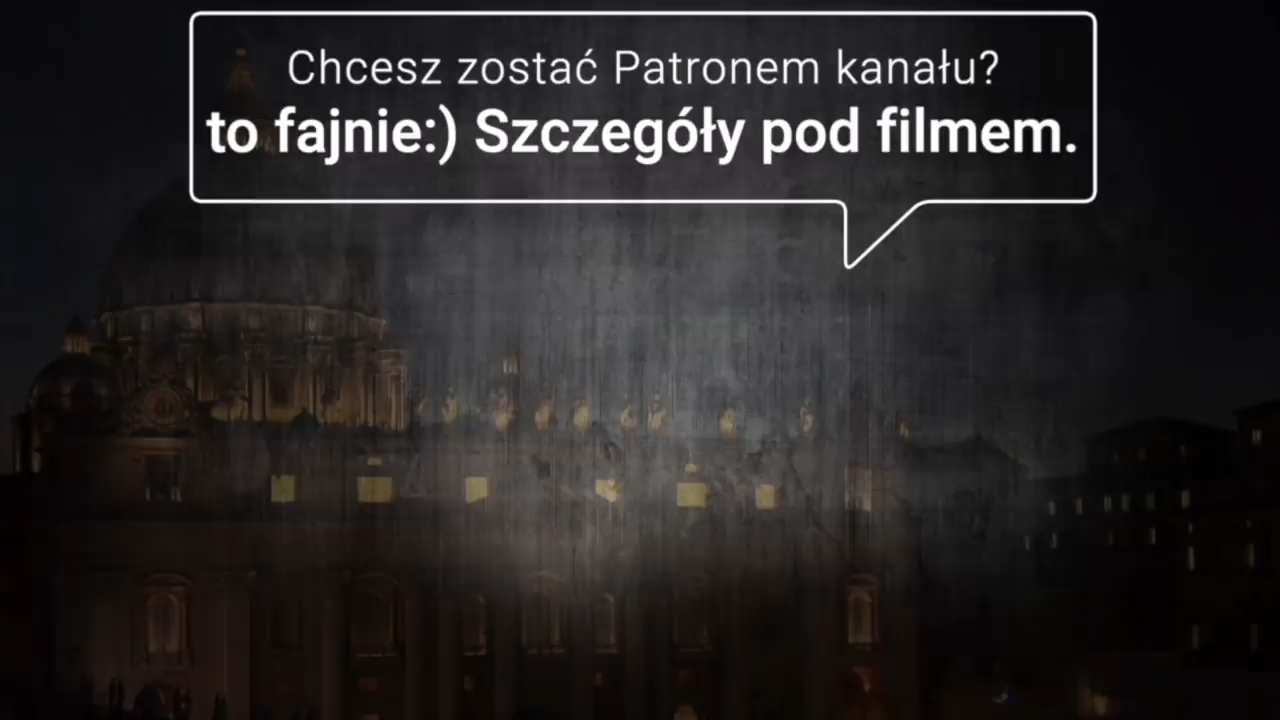 Chcesz zostać Patronem kanału?
to fajnie:) Szczegóły pod filmem.